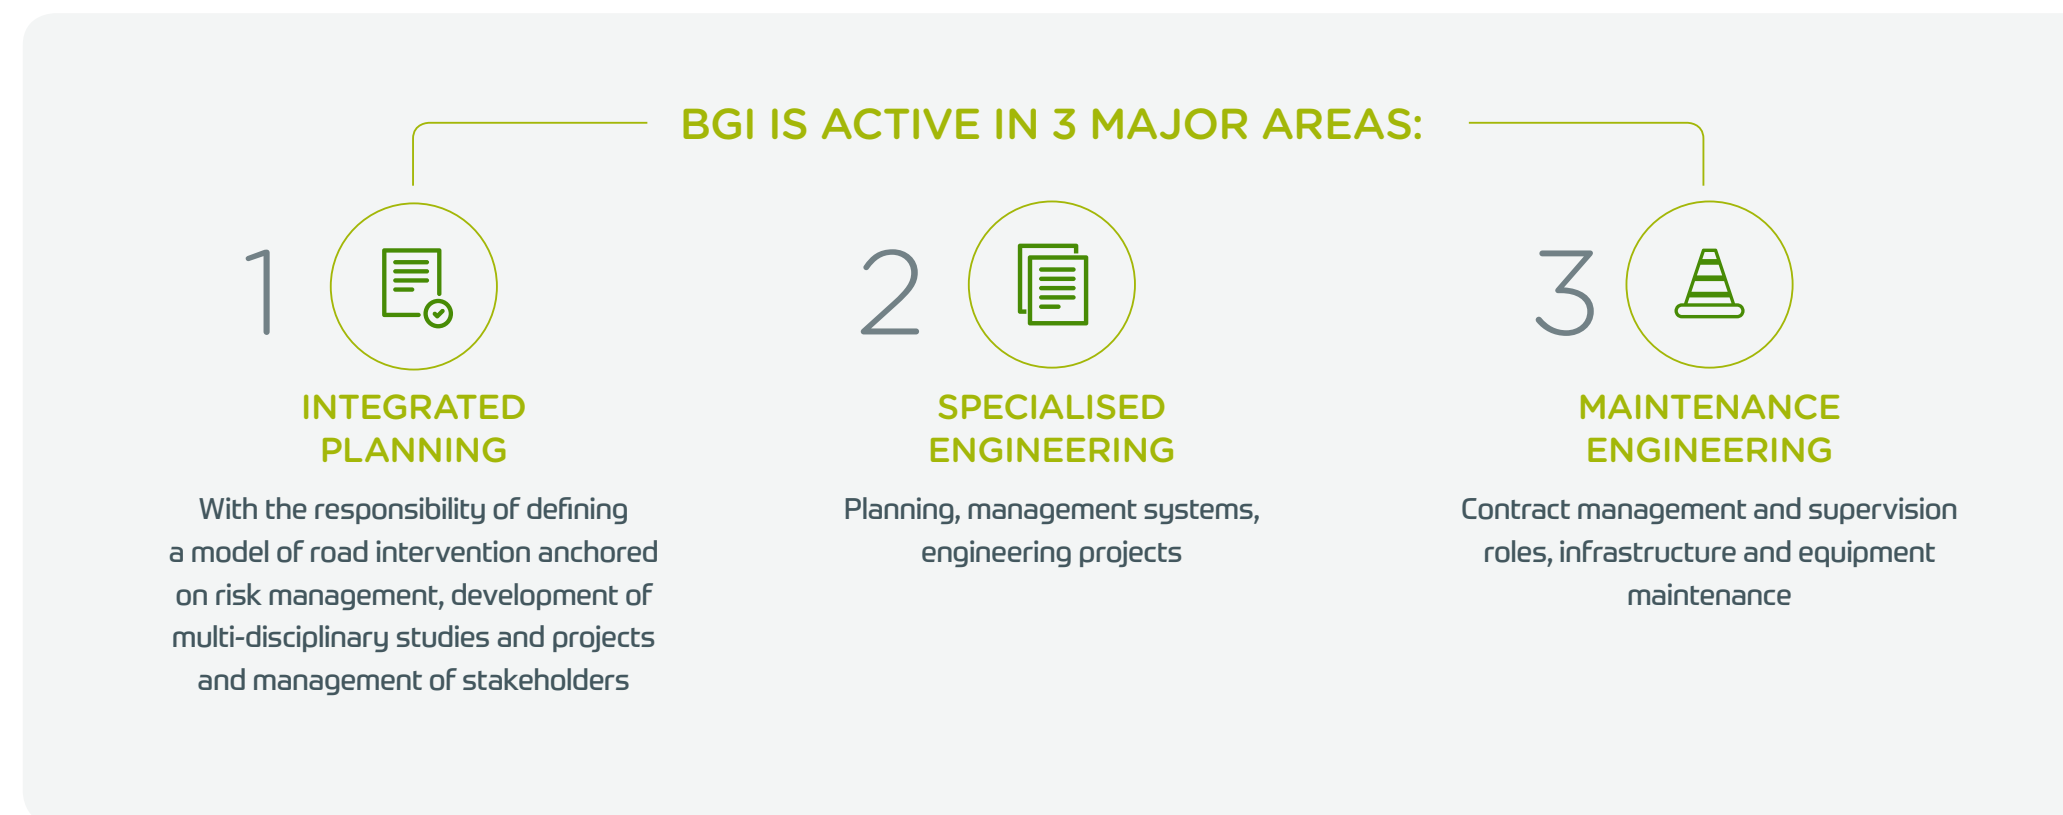 BGI IS ACTIVE IN 3 MAJOR AREAS:
1
INTEGRATED
PLANNING
With the responsibility of defining
a model of road intervention anchored
on risk management, development of
multi-disciplinary studies and projects
and management of stakeholders
2
SPECIALISED
ENGINEERING
Planning, management systems,
engineering projects
3
MAINTENANCE
ENGINEERING
Contract management and supervision
roles, infrastructure and equipment
maintenance